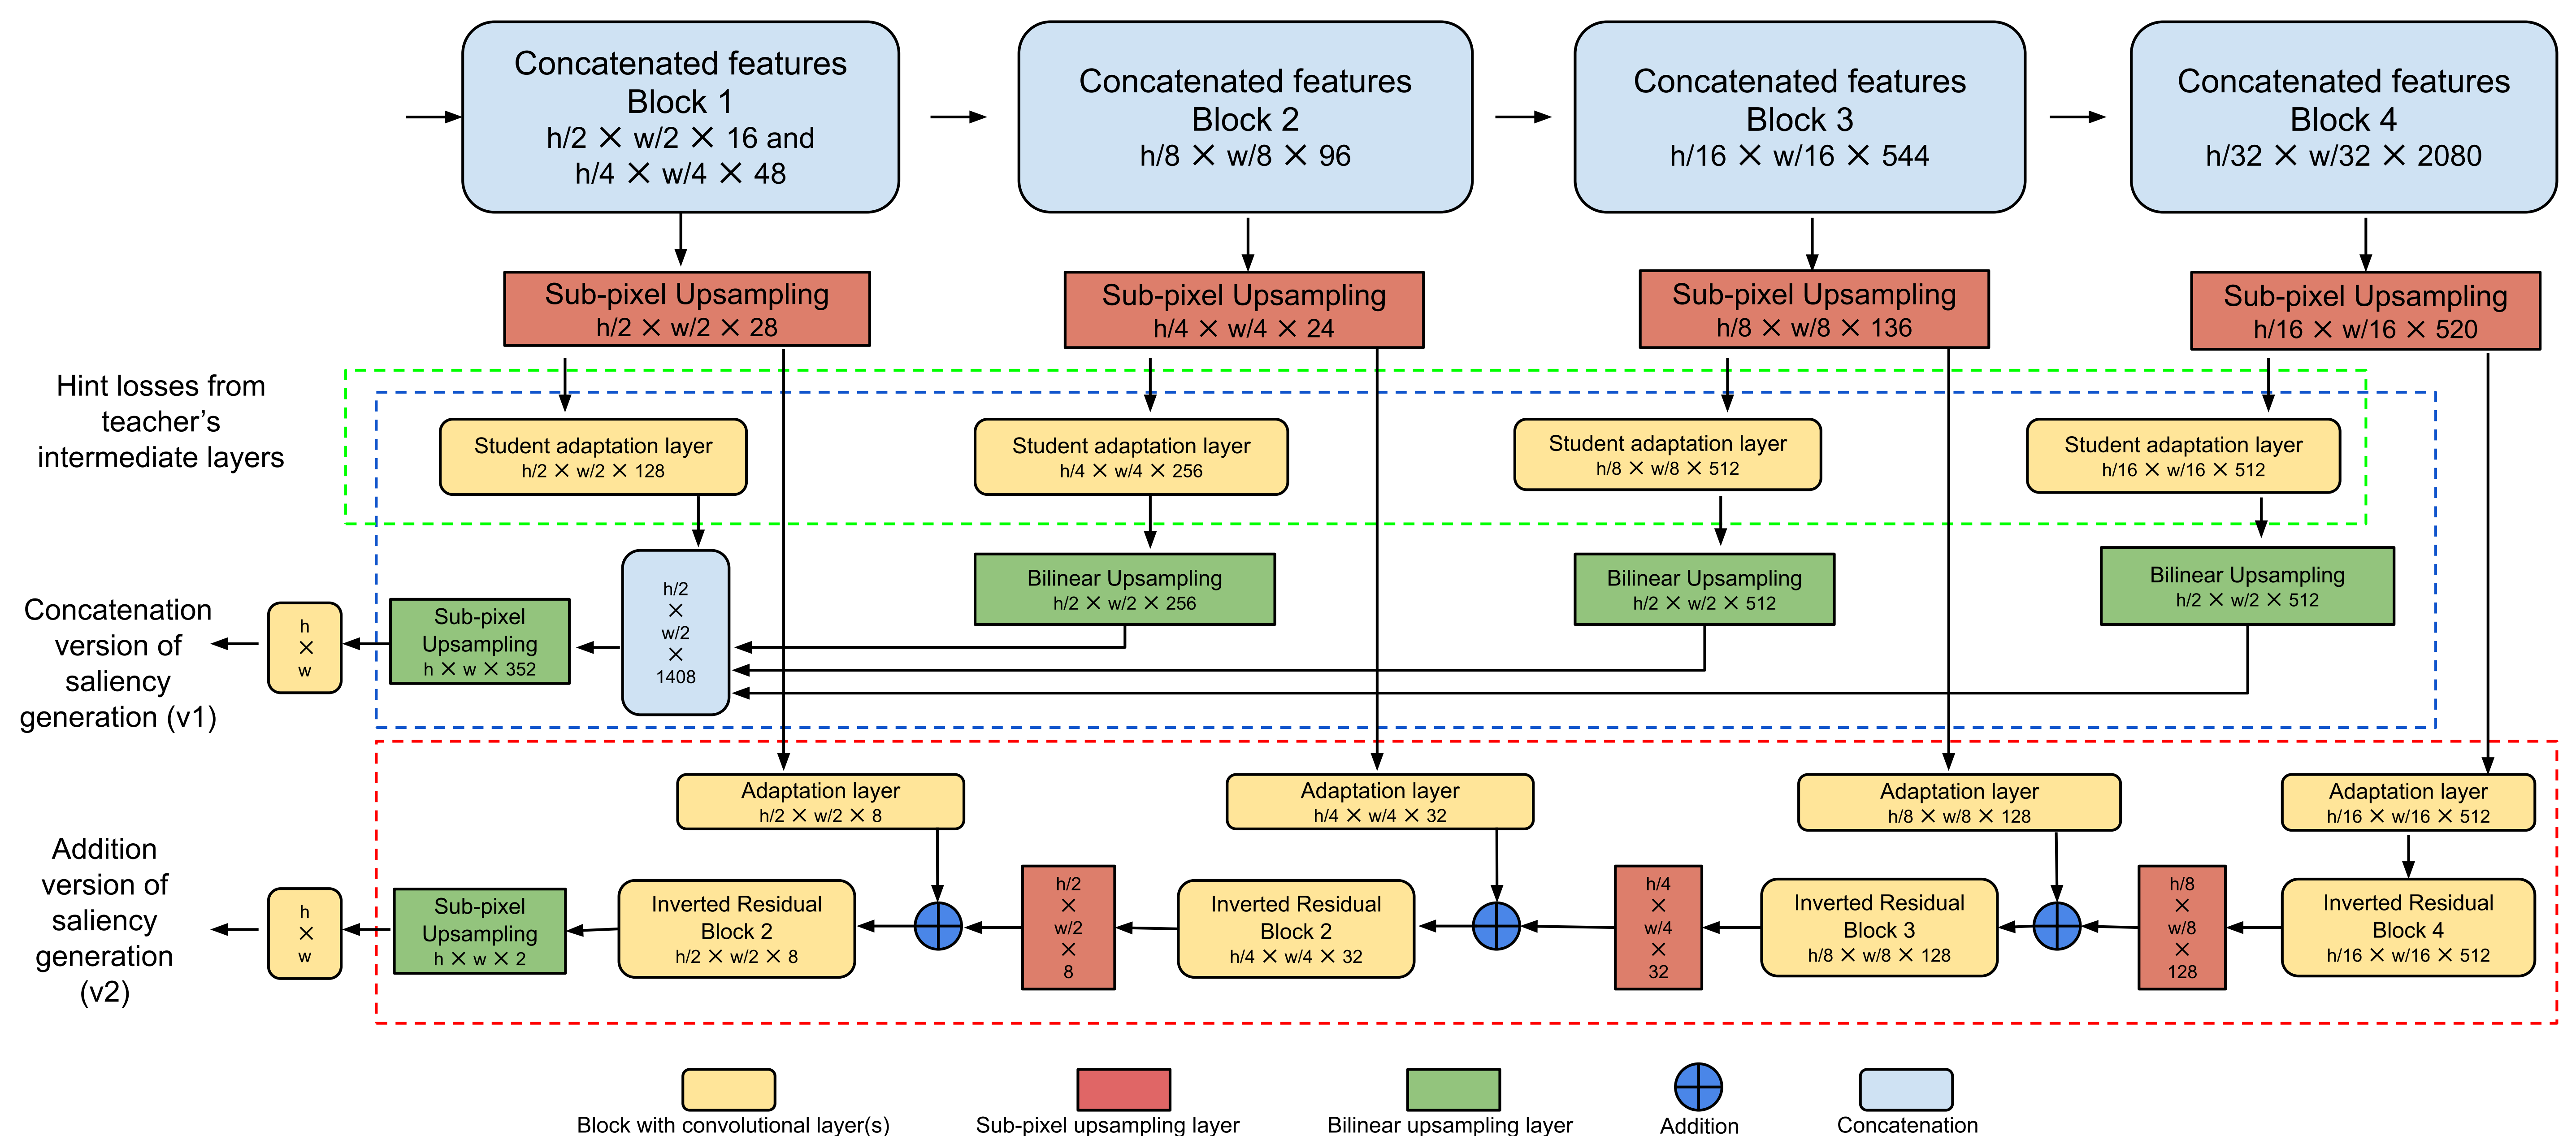 Concatenated features
Block 1
h/2 × w/2 × 16 and
h/4 × w/4 × 48
Concatenated features
Block 2
h/8 × w/8 × 96
Concatenated features
Block 3
h/16 × w/16 × 544
Concatenated features
Block 4
h/32 × w/32 × 2080
Sub-pixel Upsampling
h/2 × w/2 × 28
Sub-pixel Upsampling
h/4 × w/4 × 24
Sub-pixel Upsampling
h/8 × w/8 × 136
Sub-pixel Upsampling
h/16 × w/16 × 520
Hint losses from
teacher's
intermediate layers
Student adaptation layer
h/2 × w/2 × 128
Student adaptation layer
h/4 × w/4 × 256
Student adaptation layer
h/8 × w/8 × 512
Student adaptation layer
h/16 × w/16 × 512
Concatenation
version of
saliency
generation (v1)
h
×
w
Sub-pixel
Upsampling
h × w × 352
h/2
×
w/2
×
1408
Bilinear Upsampling
h/2 × w/2 × 256
Bilinear Upsampling
h/2 × w/2 × 512
Bilinear Upsampling
h/2 × w/2 × 512
Adaptation layer
h/2 × w/2 × 8
Adaptation layer
h/4 × w/4 × 32
Adaptation layer
h/8 × w/8 × 128
Adaptation layer
h/16 × w/16 × 512
Addition
version of
saliency
generation
(v2)
h
×
w
Sub-pixel
Upsampling
h × w × 2
Inverted Residual
Block 2
h/2 × w/2 × 8
h/2
×
w/2
×
8
Inverted Residual
Block 2
h/4 × w/4 × 32
h/4
×
w/4
×
32
Inverted Residual
Block 3
h/8 × w/8 × 128
h/8
×
w/8
×
128
Inverted Residual
Block 4
h/16 × w/16 × 512
Block with convolutional layer(s)
Sub-pixel upsampling layer
Bilinear upsampling layer
Addition
Concatenation